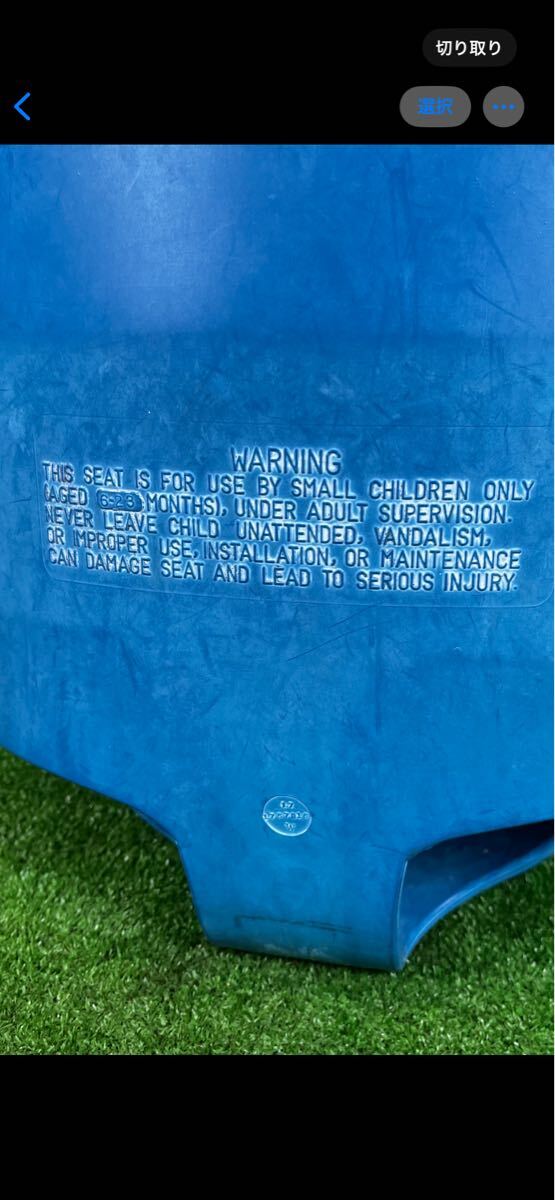 切り取り
選択
WARNING
THIS SEAT IS FOR USE BY SMALL CHILDREN ONLY
(AGED MONTHS), UNDER ADULT SUPERVISION.
NEVER LEAVE CHILD UNATTENDED, VANDALISM,
OR IMPROPER USE, INSTALLATION, OR MAINTENANCE
CAN DAMAGE SEAT AND LEAD TO SERIOUS INJURY.